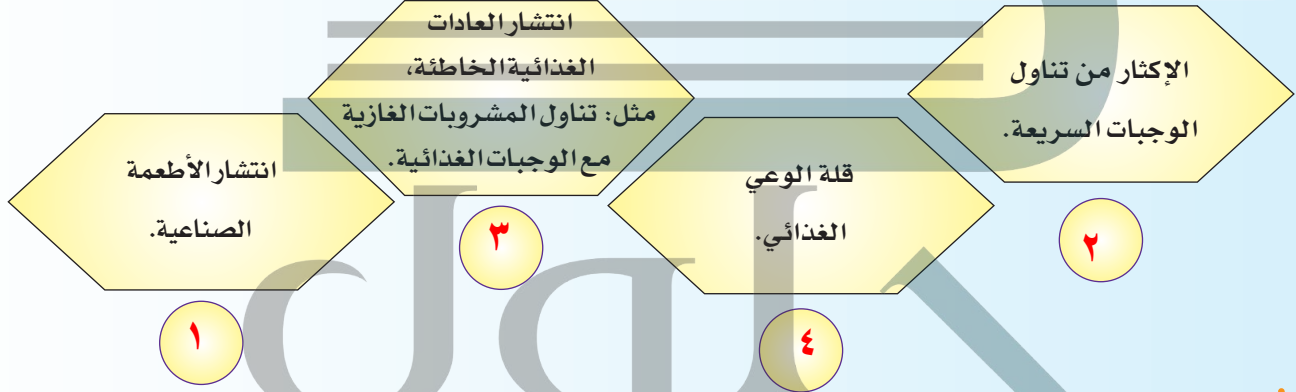 الإكثار من تناول
الوجبات السريعة.
٢
قلة الوعي
الغذائي.
٤
انتشار العادات
الغذائية الخاطئة،
مثل: تناول المشروبات الغازية
مع الوجبات الغذائية.
٣
انتشار الأطعمة
الصناعية.
١